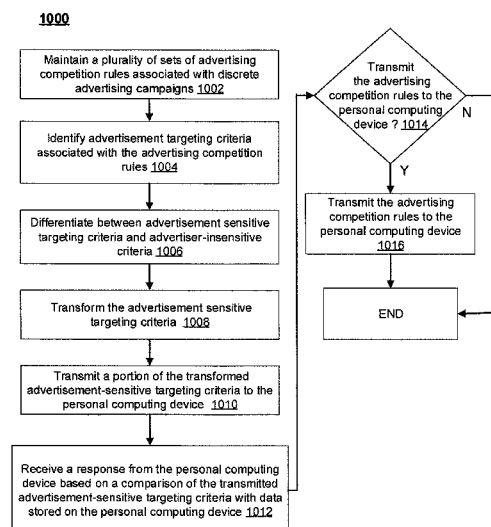 1000
Maintain a plurality of sets of advertising
competition rules associated with discrete
advertising campaigns 1002
Identify advertisement targeting criteria
associated with the advertising competition
rules 1004
Differentiate between advertisement sensitive
targeting criteria and advertiser-insensitive
criteria 1006
Transform the advertisement sensitive
targeting criteria 1008
Transmit a portion of the transformed
advertisement-sensitive targeting criteria to the
personal computing device 1010
Receive a response from the personal computing
device based on a comparison of the transmitted
advertisement-sensitive targeting criteria with data
stored on the personal computing device 1012
Transmit
the advertising
competition rules to the
personal computing
device ? 1014
N
Y
Transmit the advertising
competition rules to the
personal computing device
1016
END